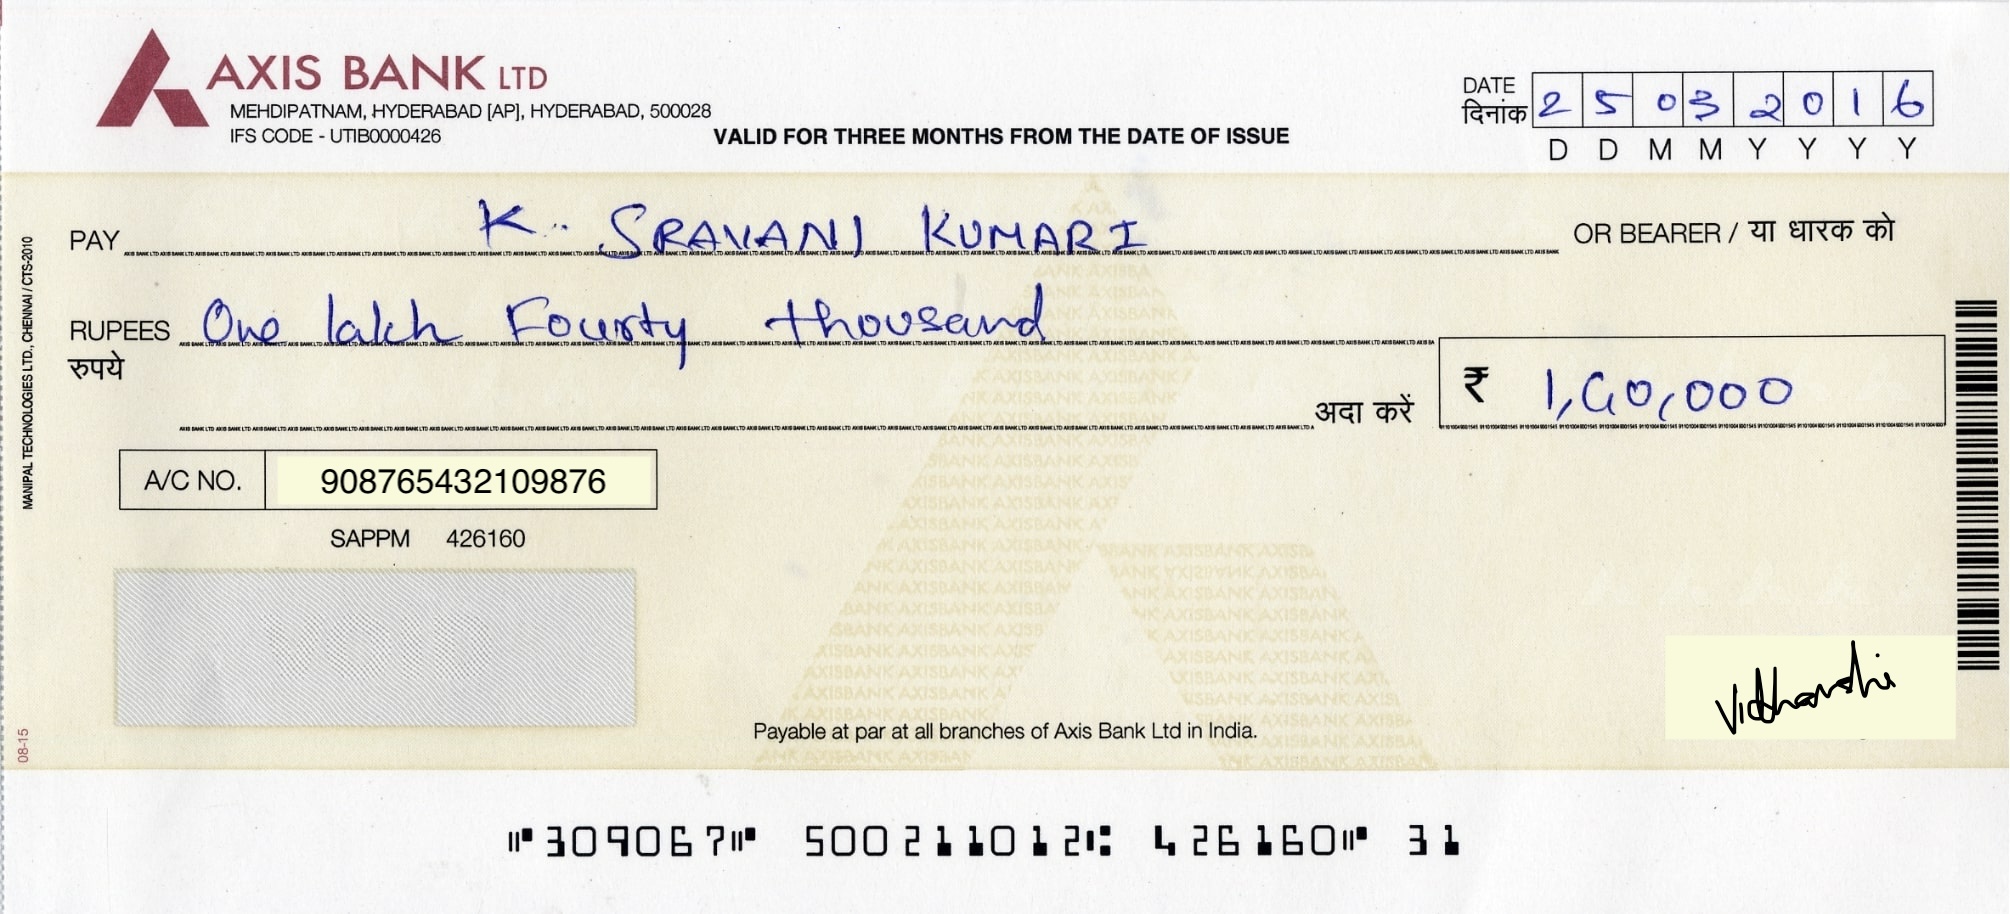 AXIS BANK LTD
MEHDIPATNAM, HYDERABAD [AP], HYDERABAD, 500028
IFS CODE - UTIB0000426
VALID FOR THREE MONTHS FROM THE DATE OF ISSUE
DATE
दिनांक
2 5 0 3 2 0 1 6
D D M M Y Y Y Y
PAY K. SRAVANI KUMARI OR BEARER / या धारक को
RUPEES One lakh Fourty thousand
रुपये
अदा करें ₹ 1,40,000
A/C NO. 908765432109876
SAPPM 426160
MANIPAL TECHNOLOGIES LTD., CHENNAI / CTS-2010
08-15
VOID
Payable at par at all branches of Axis Bank Ltd in India.
Vidhanshi
⑈309067⑈ 500211012⑆ 426160⑈ 31